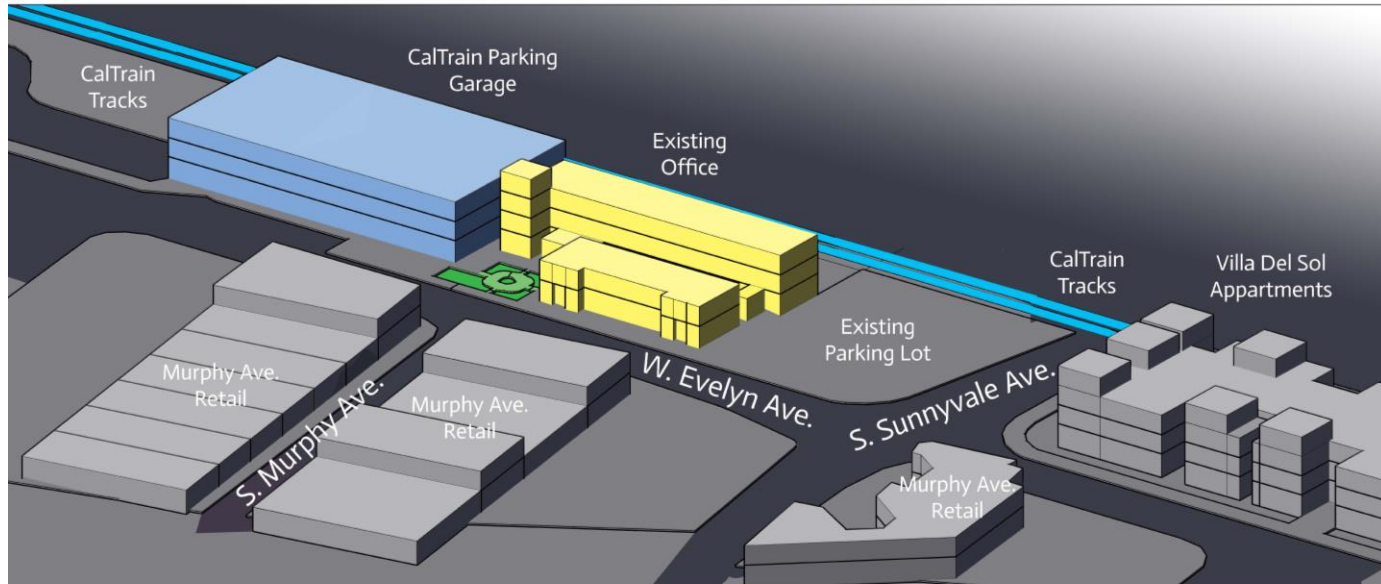 CalTrain Parking
Garage
CalTrain
Tracks
Existing
Office
CalTrain
Tracks
Villa Del Sol
Appartments
Existing
Parking Lot
Murphy Ave.
Retail
S. Murphy Ave.
Murphy Ave.
Retail
W. Evelyn Ave.
S. Sunnyvale Ave.
Murphy Ave.
Retail